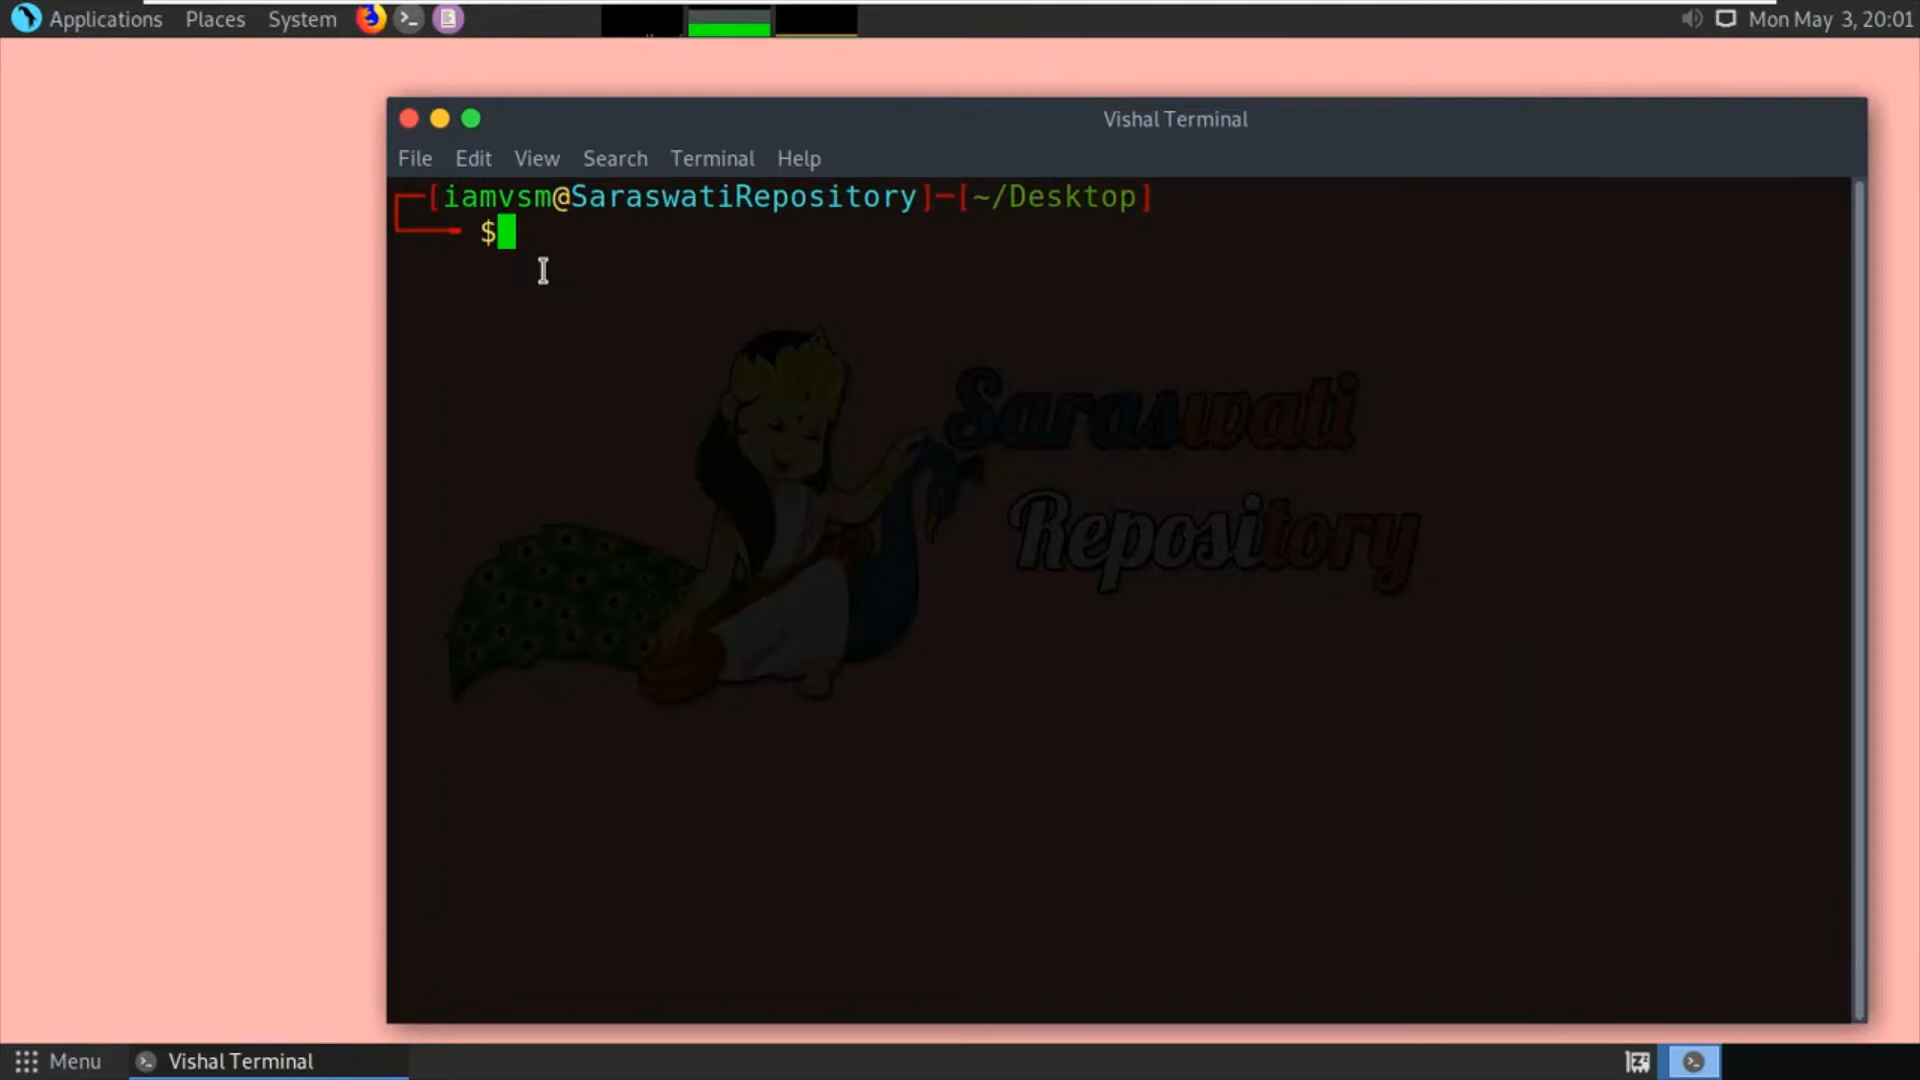 Applications Places System Mon May 3, 20:01
Vishal Terminal
File Edit View Search Terminal Help
┌─[iamvsm@SaraswatiRepository]─[~/Desktop]
└──╼ $
Saraswati
Repository
Menu Vishal Terminal